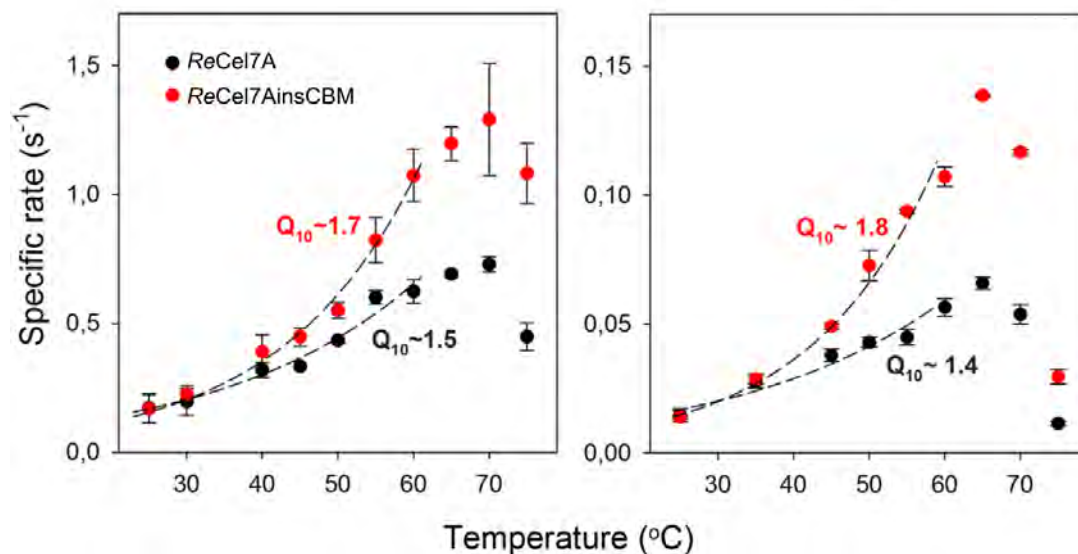 ReCel7A
ReCel7AinsCBM
Specific rate (s⁻¹)
1,5
1,0
0,5
0,0
Q₁₀~1.7
Q₁₀~1.5
30 40 50 60 70
0,15
0,10
0,05
0,00
Q₁₀~ 1.8
Q₁₀~ 1.4
30 40 50 60 70
Temperature (°C)